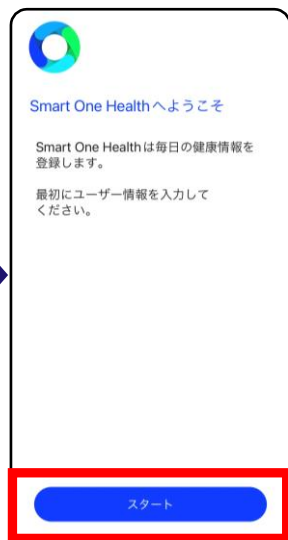 Smart One Healthへようこそ
Smart One Healthは毎日の健康情報を
登録します。
最初にユーザー情報を入力して
ください。
スタート